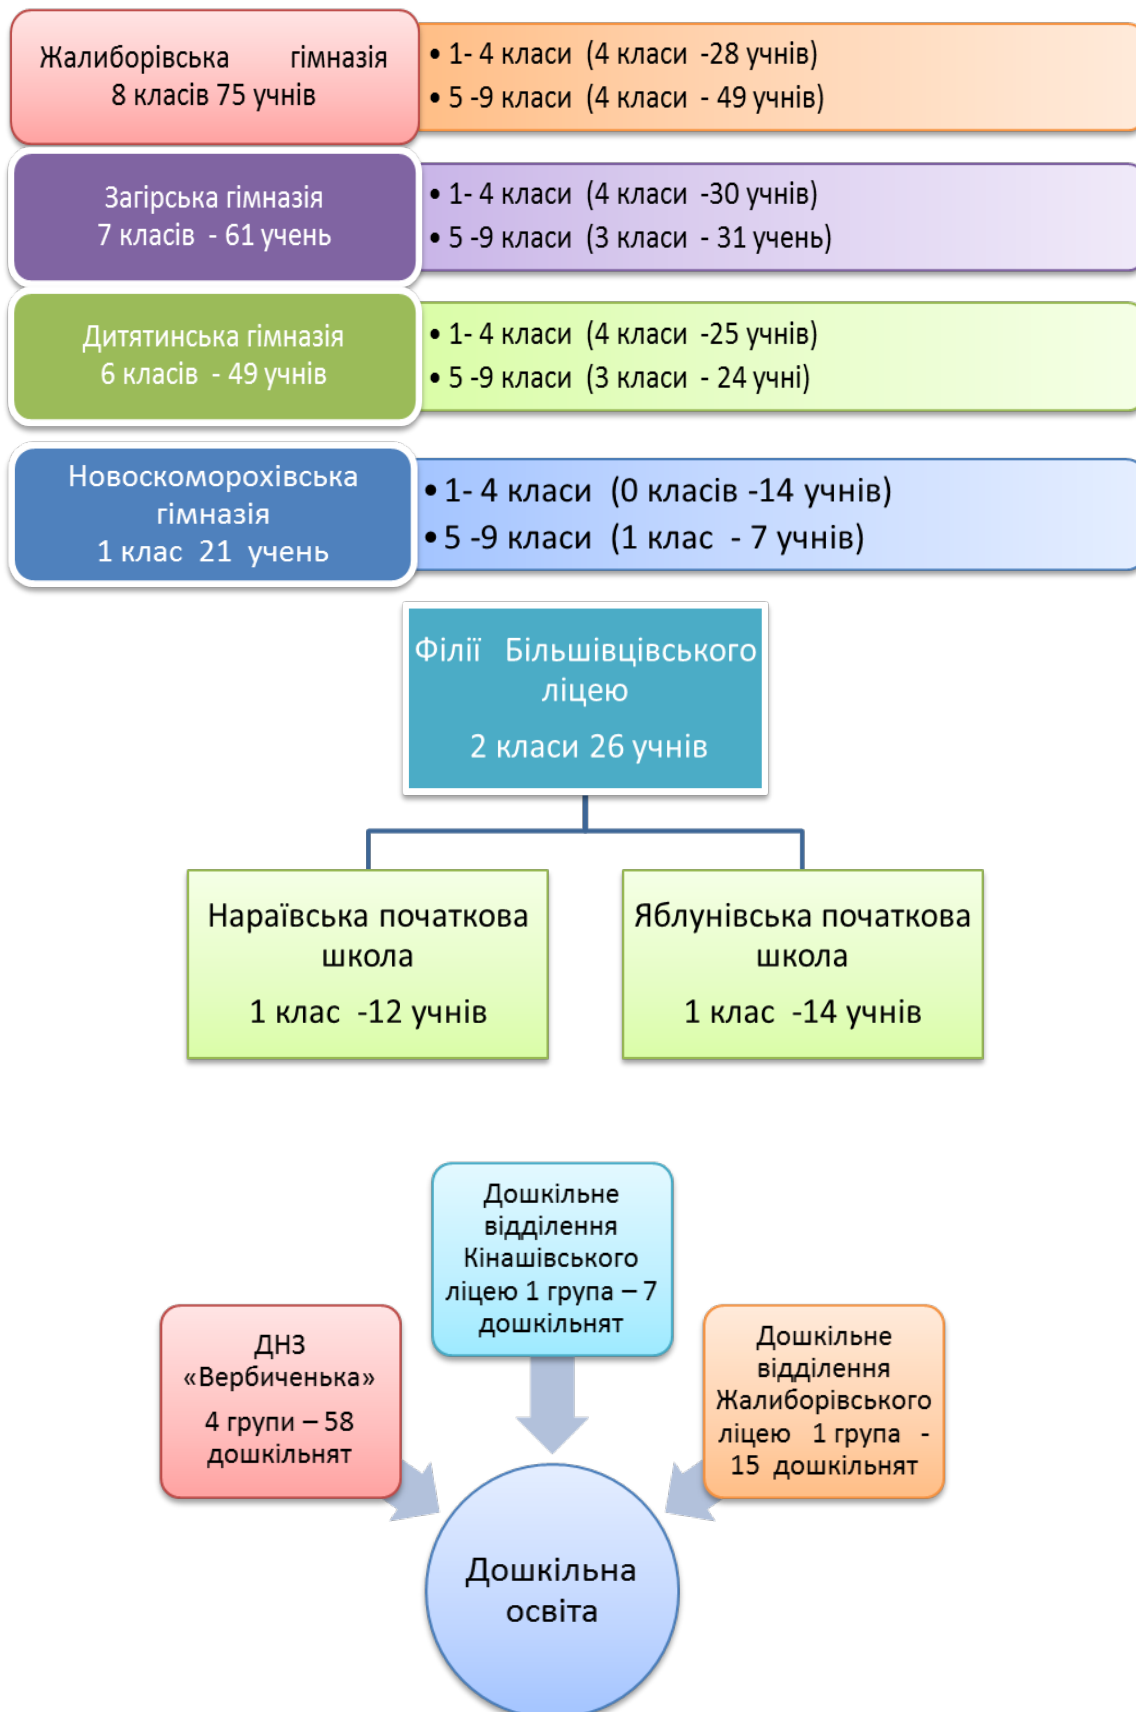 Жалиборівська гімназія
8 класів 75 учнів
• 1- 4 класи (4 класи -28 учнів)
• 5 -9 класи (4 класи - 49 учнів)
Загірська гімназія
7 класів - 61 учень
• 1- 4 класи (4 класи -30 учнів)
• 5 -9 класи (3 класи - 31 учень)
Дитятинська гімназія
6 класів - 49 учнів
• 1- 4 класи (4 класи -25 учнів)
• 5 -9 класи (3 класи - 24 учні)
Новоскоморохівська
гімназія
1 клас 21 учень
• 1- 4 класи (0 класів -14 учнів)
• 5 -9 класи (1 клас - 7 учнів)
Філії Більшівцівського
ліцею
2 класи 26 учнів
Нараївська початкова
школа
1 клас -12 учнів
Яблунівська початкова
школа
1 клас -14 учнів
Дошкільне
відділення
Кінашівського
ліцею 1 група – 7
дошкільнят
ДНЗ
«Вербиченька»
4 групи – 58
дошкільнят
Дошкільне
відділення
Жалиборівського
ліцею 1 група -
15 дошкільнят
Дошкільна
освіта